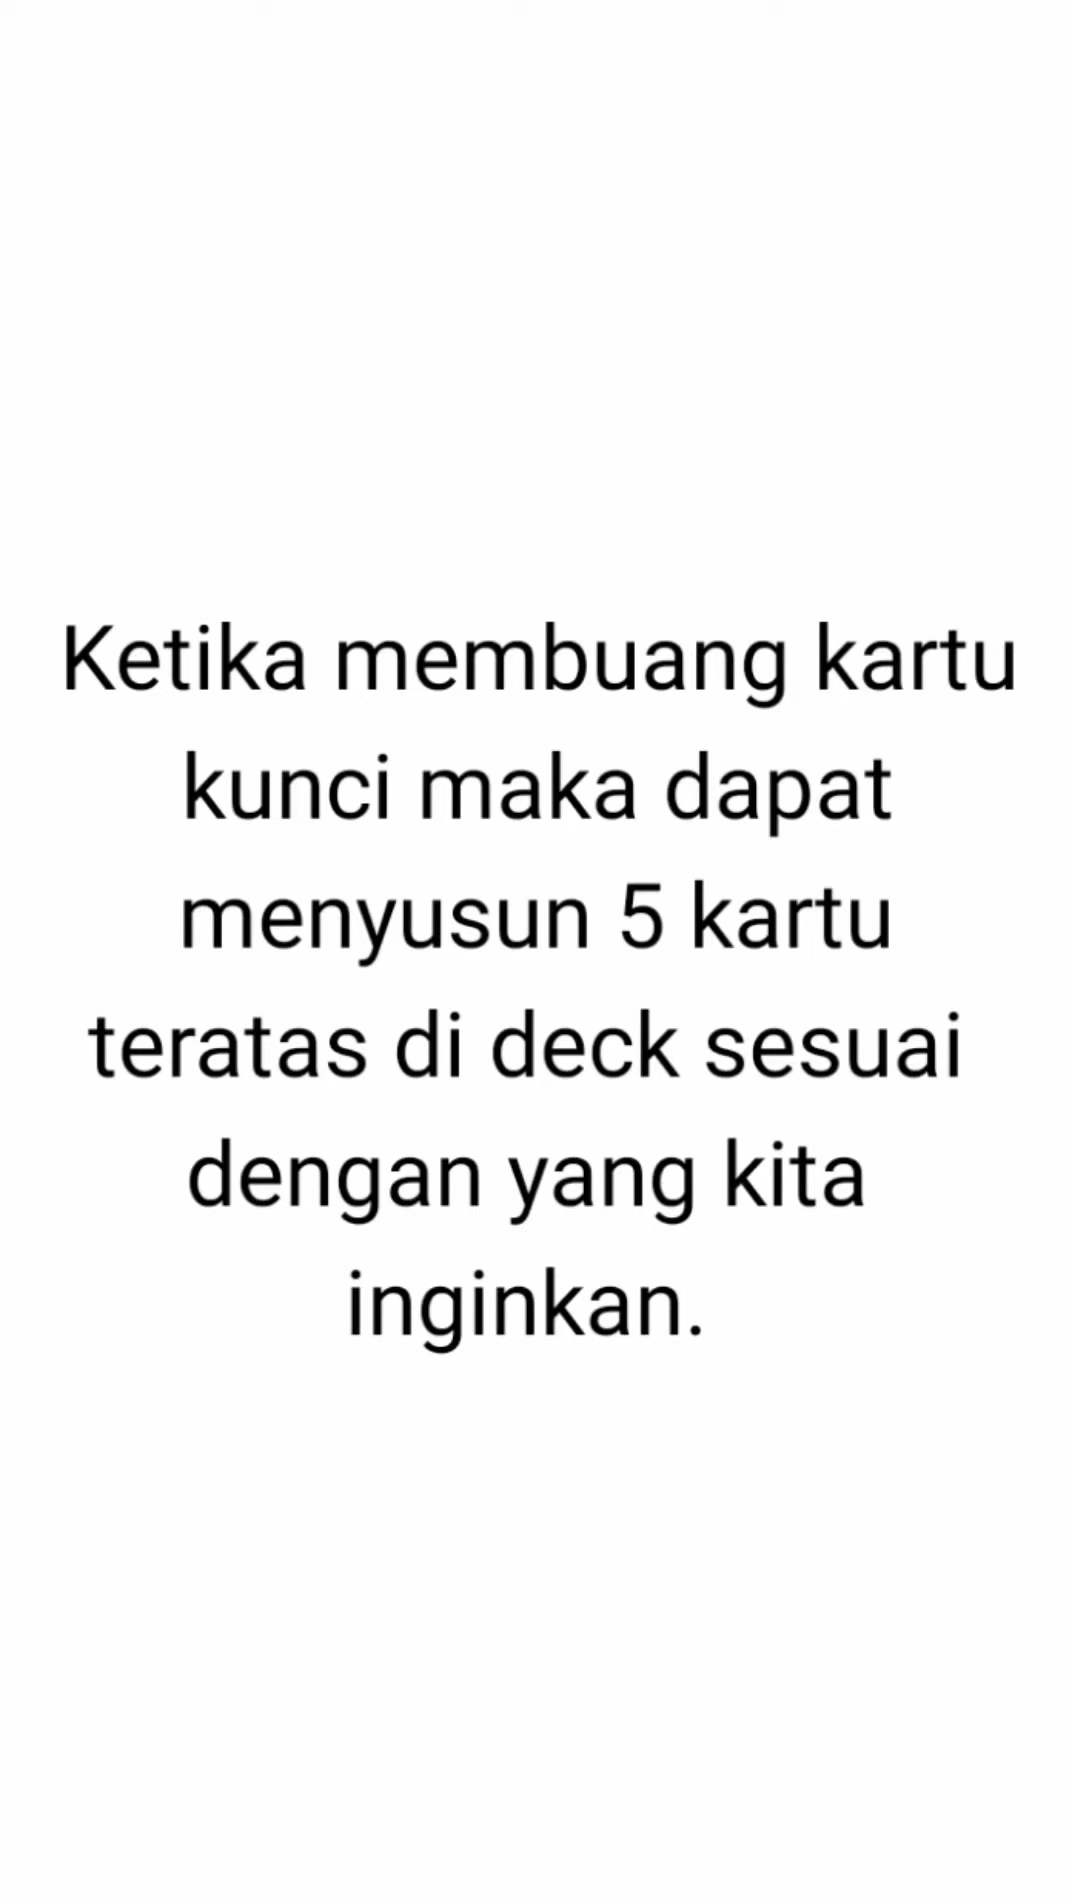 Ketika membuang kartu
kunci maka dapat
menyusun 5 kartu
teratas di deck sesuai
dengan yang kita
inginkan.